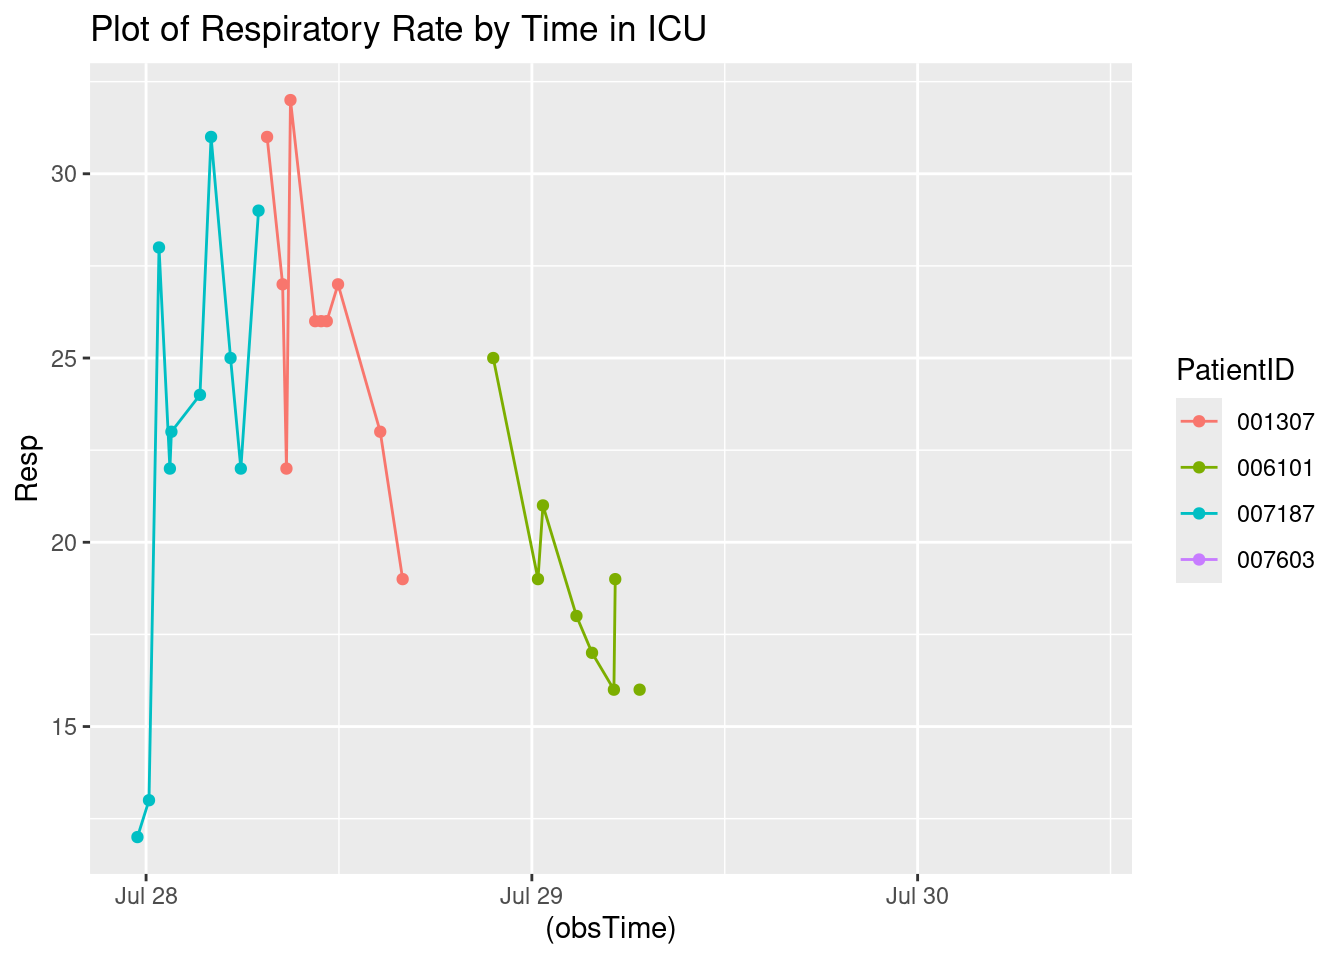 Plot of Respiratory Rate by Time in ICU
30
25
20
15
Resp
Jul 28
Jul 29
Jul 30
(obsTime)
PatientID
001307
006101
007187
007603